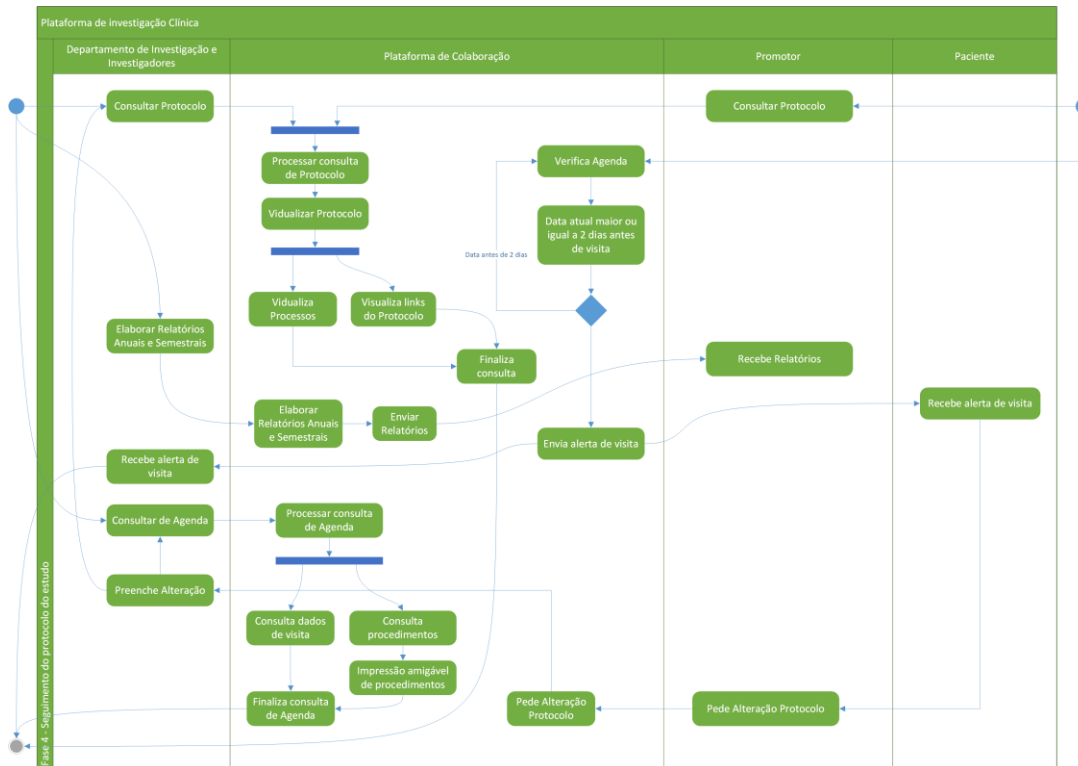 Plataforma de investigação Clínica
Departamento de Investigação e
Investigadores
Plataforma de Colaboração
Promotor
Paciente
Consultar Protocolo
Consultar Protocolo
Processar consulta
de Protocolo
Verifica Agenda
Vidualizar Protocolo
Data atual maior ou
igual a 2 dias antes
de visita
Data antes de 2 dias
Vidualiza
Processos
Visualiza links
do Protocolo
Elaborar Relatórios
Anuais e Semestrais
Finaliza
consulta
Recebe Relatórios
Elaborar
Relatórios Anuais
e Semestrais
Enviar
Relatórios
Recebe alerta de visita
Envia alerta de visita
Recebe alerta de
visita
Consultar de Agenda
Processar consulta
de Agenda
Preenche Alteração
Consulta dados
de visita
Consulta
procedimentos
Impressão amigável
de procedimentos
Finaliza consulta
de Agenda
Pede Alteração
Protocolo
Pede Alteração Protocolo
Fase 4 - Seguimento do protocolo do estudo